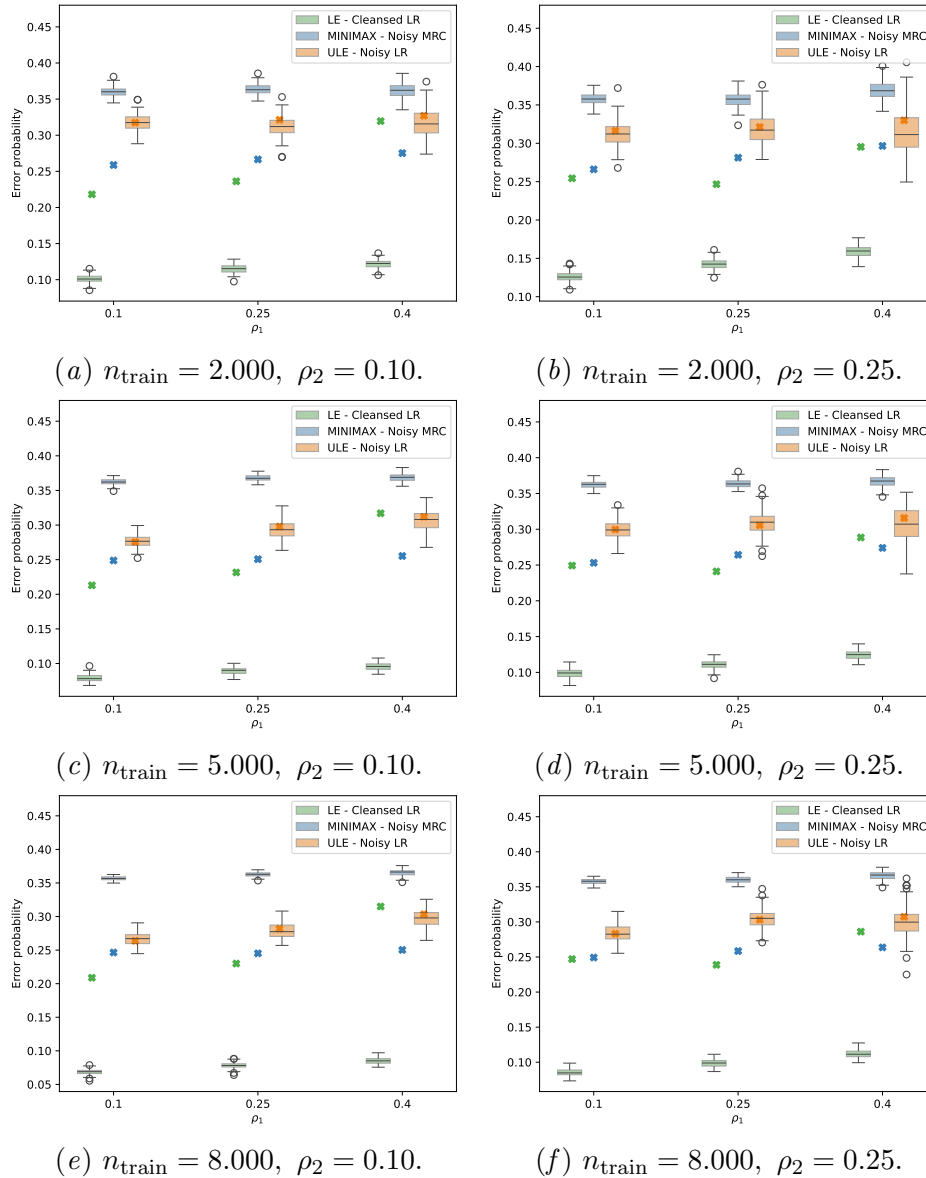 LE - Cleansed LR
MINIMAX - Noisy MRC
ULE - Noisy LR
0.45
0.40
0.35
0.30
0.25
0.20
0.15
0.10
Error probability
0.1
0.25
0.4
ρ₁
(a) n_train = 2.000, ρ₂ = 0.10.
LE - Cleansed LR
MINIMAX - Noisy MRC
ULE - Noisy LR
0.45
0.40
0.35
0.30
0.25
0.20
0.15
0.10
Error probability
0.1
0.25
0.4
ρ₁
(b) n_train = 2.000, ρ₂ = 0.25.
LE - Cleansed LR
MINIMAX - Noisy MRC
ULE - Noisy LR
0.45
0.40
0.35
0.30
0.25
0.20
0.15
0.10
Error probability
0.1
0.25
0.4
ρ₁
(c) n_train = 5.000, ρ₂ = 0.10.
LE - Cleansed LR
MINIMAX - Noisy MRC
ULE - Noisy LR
0.45
0.40
0.35
0.30
0.25
0.20
0.15
0.10
Error probability
0.1
0.25
0.4
ρ₁
(d) n_train = 5.000, ρ₂ = 0.25.
LE - Cleansed LR
MINIMAX - Noisy MRC
ULE - Noisy LR
0.45
0.40
0.35
0.30
0.25
0.20
0.15
0.10
0.05
Error probability
0.1
0.25
0.4
ρ₁
(e) n_train = 8.000, ρ₂ = 0.10.
LE - Cleansed LR
MINIMAX - Noisy MRC
ULE - Noisy LR
0.45
0.40
0.35
0.30
0.25
0.20
0.15
0.10
Error probability
0.1
0.25
0.4
ρ₁
(f) n_train = 8.000, ρ₂ = 0.25.